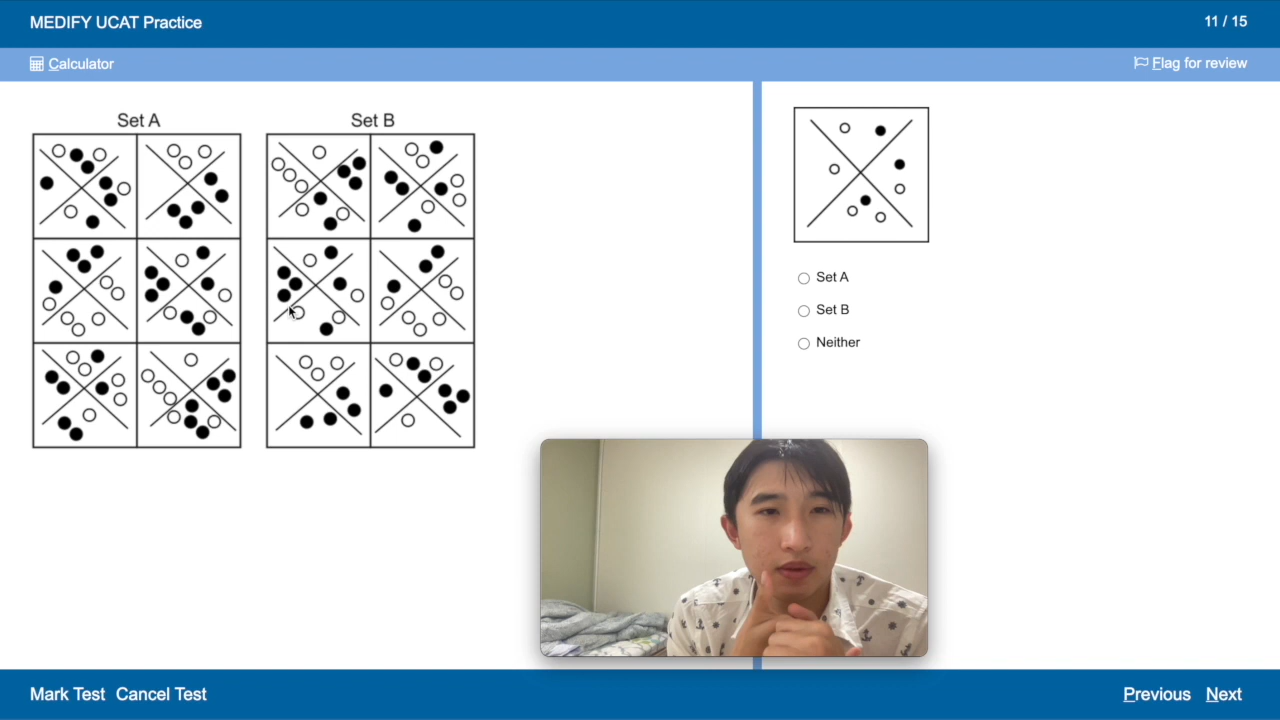 MEDIFY UCAT Practice
11 / 15
Calculator
Flag for review
Set A
Set B
Set A
Set B
Neither
Mark Test
Cancel Test
Previous
Next